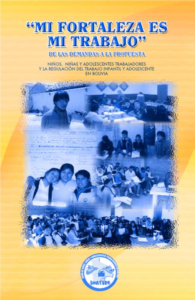 “MI FORTALEZA ES
MI TRABAJO”
DE LAS DEMANDAS A LA PROPUESTA
NIÑOS, NIÑAS Y ADOLESCENTES TRABAJADORES
Y LA REGULACIÓN DEL TRABAJO INFANTIL Y ADOLESCENTE
EN BOLIVIA